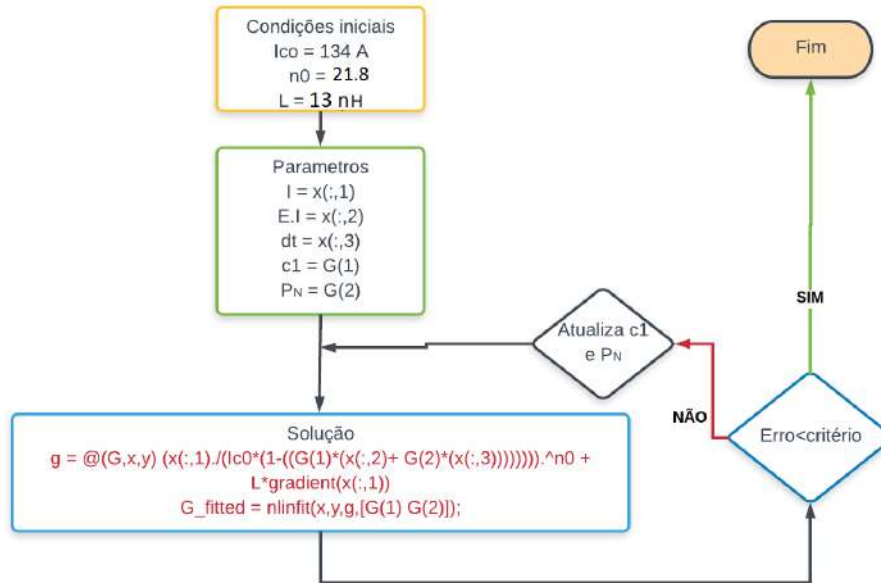 Condições iniciais
Ico = 134 A
n0 = 21.8
L = 13 ηH
Fim
Parametros
I = x(:,1)
E.I = x(:,2)
dt = x(:,3)
c1 = G(1)
PN = G(2)
Atualiza c1
e PN
SIM
NÃO
Erro<critério
Solução
g = @(G,x,y) (x(:,1)./(Ic0*(1-((G(1)*(x(:,2)+ G(2)*(x(:,3)))))))).^n0 +
L*gradient(x(:,1))
G_fitted = nlinfit(x,y,g,[G(1) G(2)]);